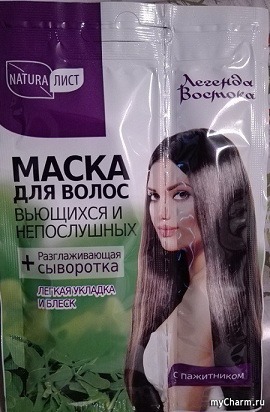 NATURA ЛИСТ
Легенда
Востока
МАСКА
ДЛЯ ВОЛОС
ВЬЮЩИХСЯ И
НЕПОСЛУШНЫХ
+ Разглаживающая
сыворотка
ЛЕГКАЯ УКЛАДКА
И БЛЕСК
С ПАЖИТНИКОМ
myCharm.ru